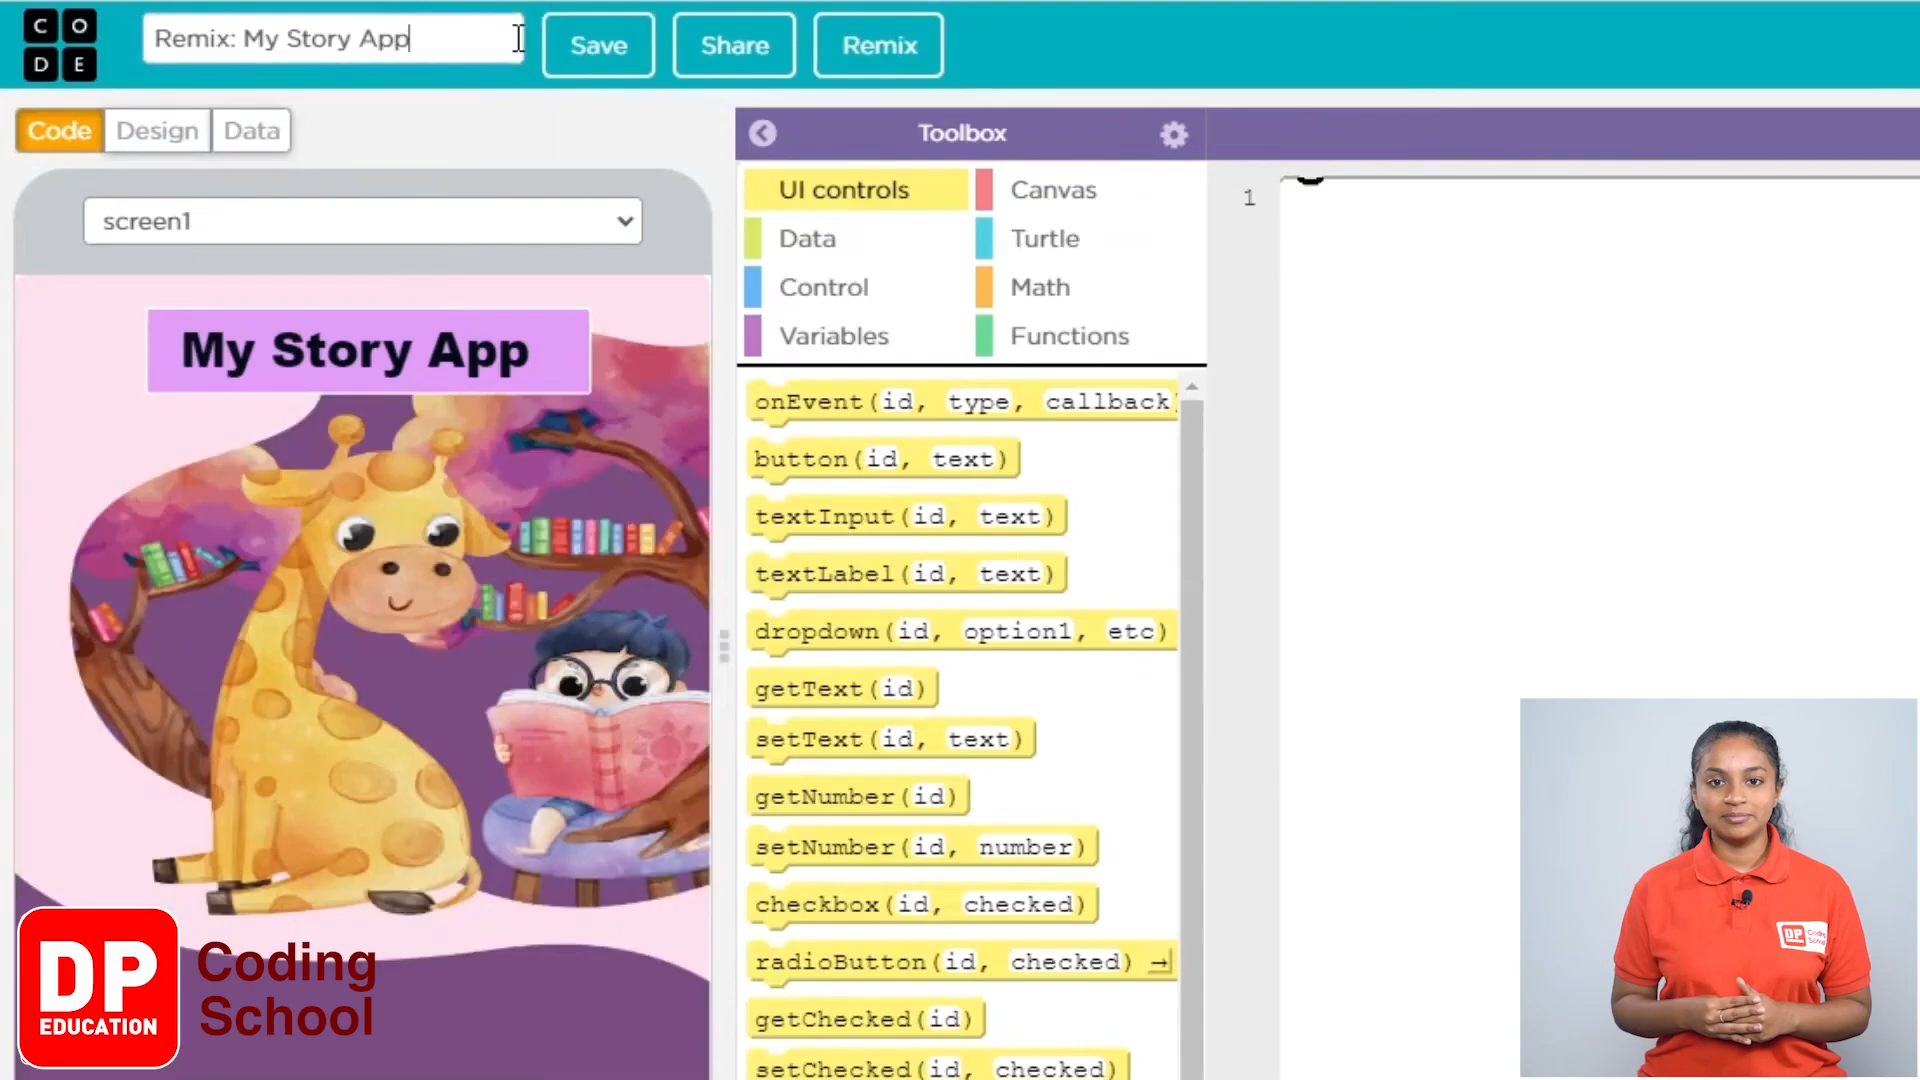 C O
D E
Remix: My Story App
Save
Share
Remix
Code
Design
Data
Toolbox
screen1
UI controls
Canvas
Data
Turtle
Control
Math
Variables
Functions
1
My Story App
onEvent(id, type, callback)
button(id, text)
textInput(id, text)
textLabel(id, text)
dropdown(id, option1, etc)
getText(id)
setText(id, text)
getNumber(id)
setNumber(id, number)
checkbox(id, checked)
radioButton(id, checked) →
getChecked(id)
setChecked(id, checked)
DP
EDUCATION
Coding
School
DP